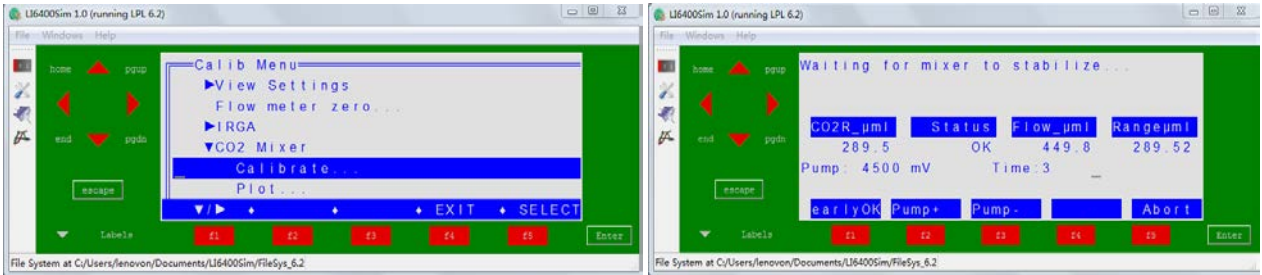 LI6400Sim 1.0 (running LPL 6.2)
File Windows Help
home pgup
end pgdn
escape
Calib Menu
►View Settings
Flow meter zero...
►IRGA
▼CO2 Mixer
_ Calibrate...
Plot...
▼/► ♦ ♦ ♦ EXIT ♦ SELECT
Labels f1 f2 f3 f4 f5 Enter
File System at C:/Users/lenovon/Documents/LI6400Sim/FileSys_6.2
LI6400Sim 1.0 (running LPL 6.2)
File Windows Help
home pgup
end pgdn
escape
Waiting for mixer to stabilize...
CO2R_µml Status Flow_µml Rangeµml
289.5 OK 449.8 289.52
Pump: 4500 mV Time:3 _
earlyOK Pump+ Pump- Abort
Labels f1 f2 f3 f4 f5 Enter
File System at C:/Users/lenovon/Documents/LI6400Sim/FileSys_6.2